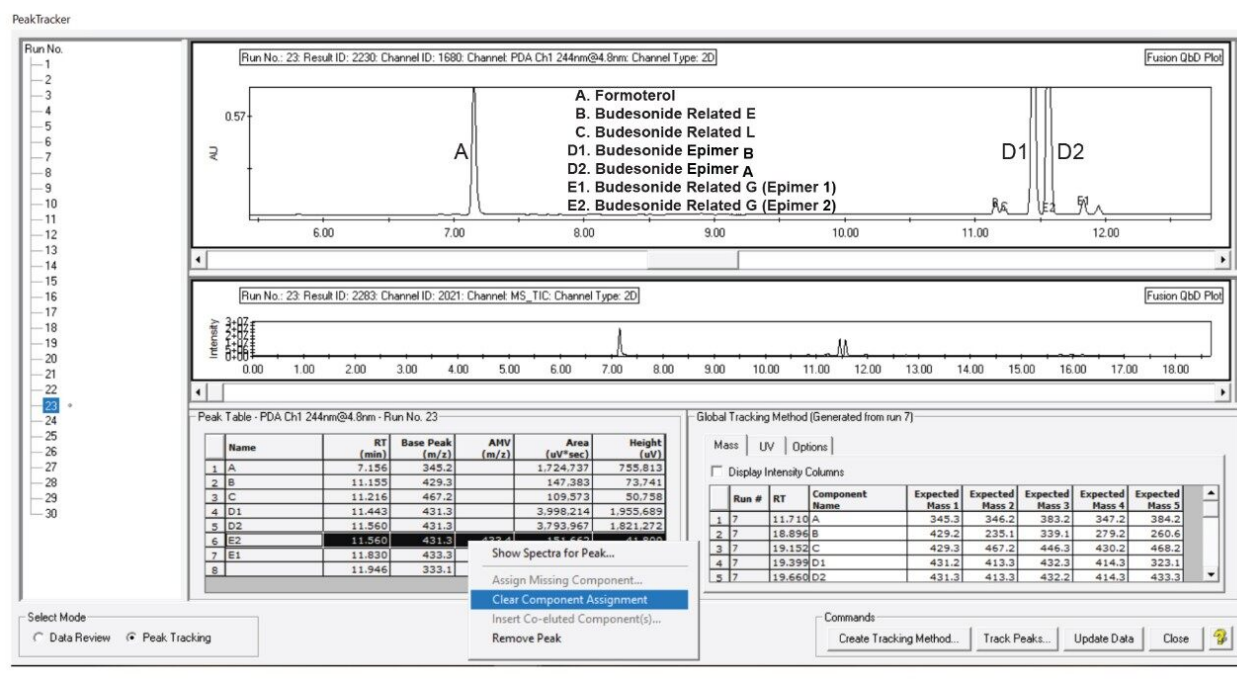 PeakTracker
Run No.
1
2
3
4
5
6
7
8
9
10
11
12
13
14
15
16
17
18
19
20
21
22
23 *
24
25
26
27
28
29
30
Run No.: 23: Result ID: 2230: Channel ID: 1680: Channel: PDA Ch1 244nm@4.8nm: Channel Type: 2D
Fusion QbD Plot
0.57
AU
A. Formoterol
B. Budesonide Related E
C. Budesonide Related L
D1. Budesonide Epimer B
D2. Budesonide Epimer A
E1. Budesonide Related G (Epimer 1)
E2. Budesonide Related G (Epimer 2)
A
D1 D2
B C E2 E1
6.00 7.00 8.00 9.00 10.00 11.00 12.00
Run No.: 23: Result ID: 2283: Channel ID: 2021: Channel: MS_TIC: Channel Type: 2D
Fusion QbD Plot
Intensity
3+07
0+00
0.00 1.00 2.00 3.00 4.00 5.00 6.00 7.00 8.00 9.00 10.00 11.00 12.00 13.00 14.00 15.00 16.00 17.00 18.00
Peak Table - PDA Ch1 244nm@4.8nm - Run No. 23
Name RT (min) Base Peak (m/z) AMV (m/z) Area (uV*sec) Height (uV)
1 A 7.156 345.2 1,724,737 755,813
2 B 11.155 429.3 147,383 73,741
3 C 11.216 467.2 109,573 50,758
4 D1 11.443 431.3 3,998,214 1,955,689
5 D2 11.560 431.3 3,793,967 1,821,272
6 E2 11.560 431.3
7 E1 11.830 433.3
8 11.946 333.1
Show Spectra for Peak...
Assign Missing Component...
Clear Component Assignment
Insert Co-eluted Component(s)...
Remove Peak
Global Tracking Method (Generated from run 7)
Mass UV Options
Display Intensity Columns
Run # RT Component Name Expected Mass 1 Expected Mass 2 Expected Mass 3 Expected Mass 4 Expected Mass 5
1 7 11.710 A 345.3 346.2 383.2 347.2 384.2
2 7 18.896 B 429.2 235.1 339.1 279.2 260.6
3 7 19.152 C 429.3 467.2 446.3 430.2 468.2
4 7 19.399 D1 431.2 413.3 432.3 414.3 323.1
5 7 19.660 D2 431.3 413.3 432.2 414.3 433.3
Select Mode
Data Review Peak Tracking
Commands
Create Tracking Method... Track Peaks... Update Data Close ?